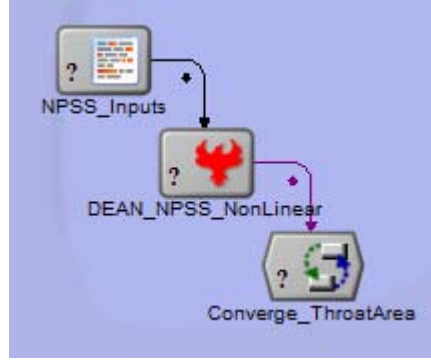 ?
NPSS_Inputs
?
DEAN_NPSS_NonLinear
?
Converge_ThroatArea